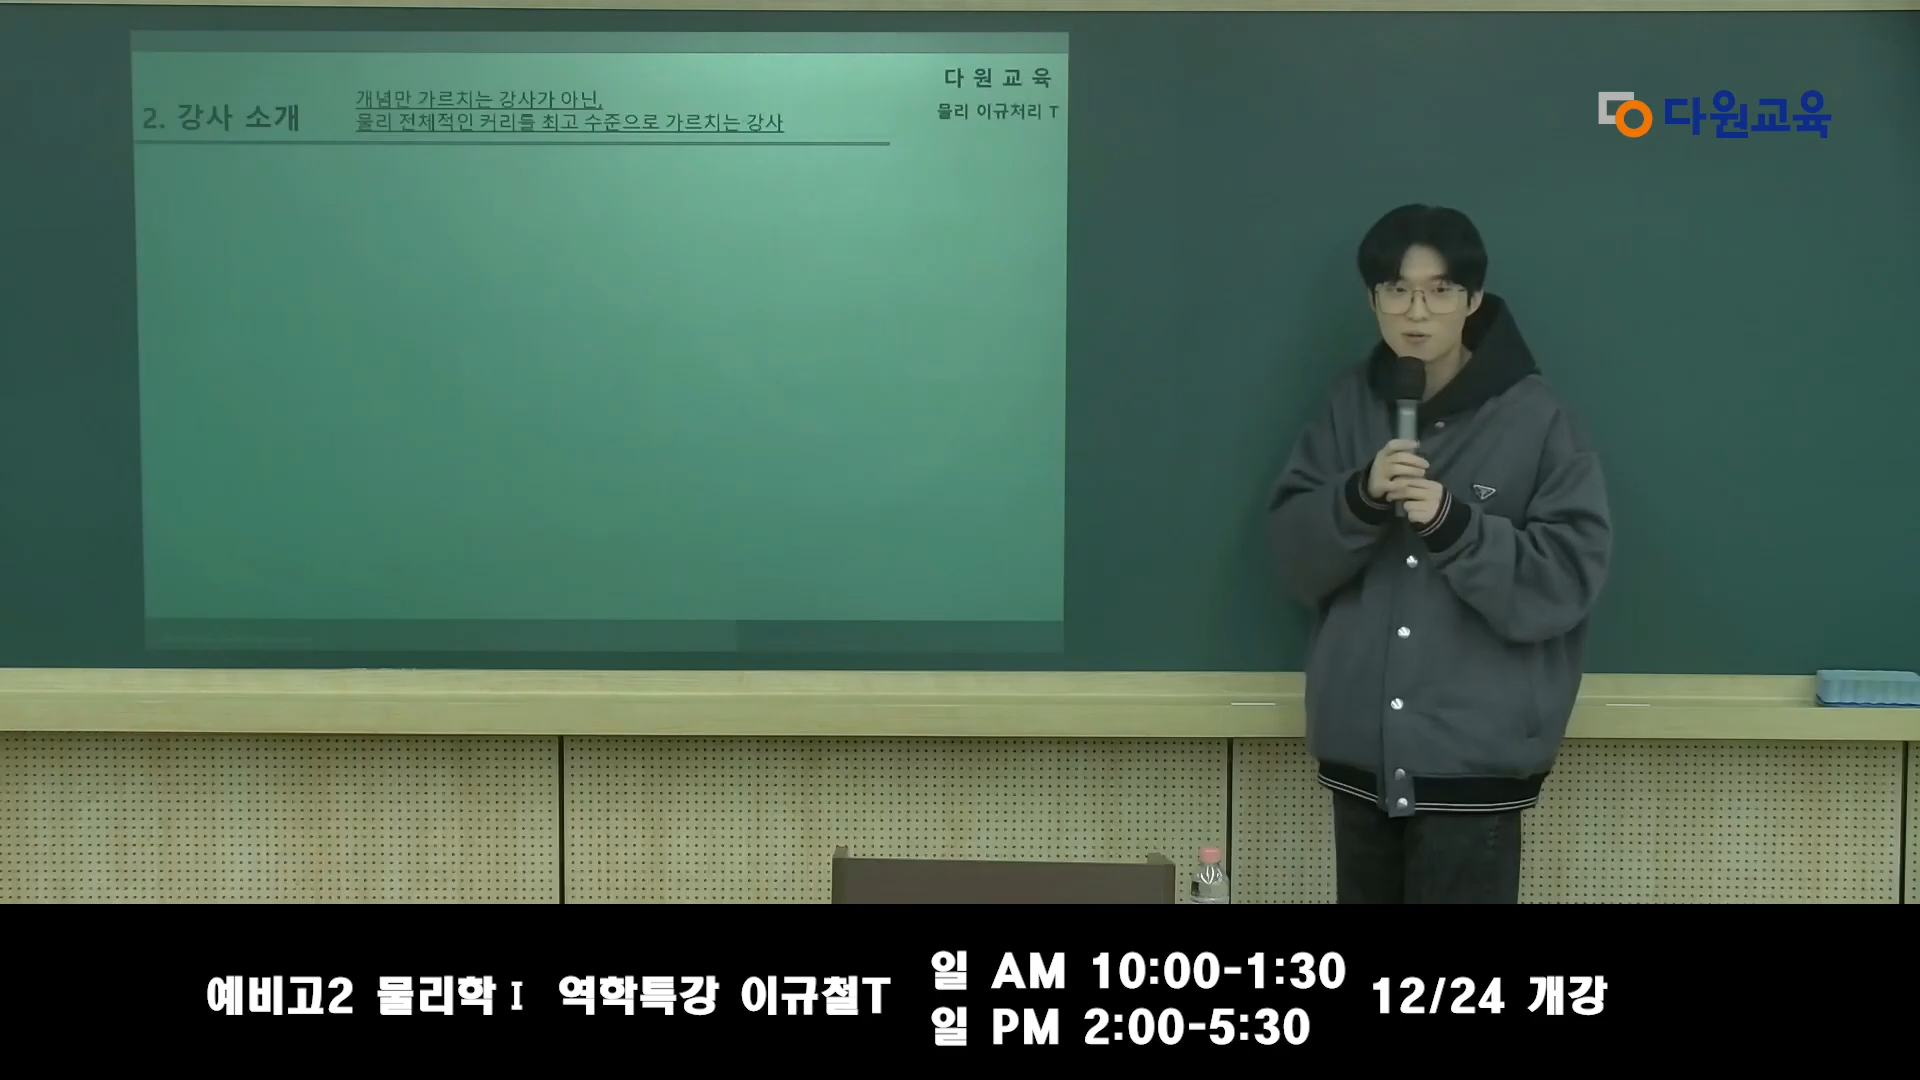 2. 강사 소개
개념만 가르치는 강사가 아닌,
물리 전체적인 커리를 최고 수준으로 가르치는 강사
다원교육
물리 이규처리 T
다원교육
예비고2 물리학Ⅰ 역학특강 이규철T
일 AM 10:00-1:30
일 PM 2:00-5:30
12/24 개강